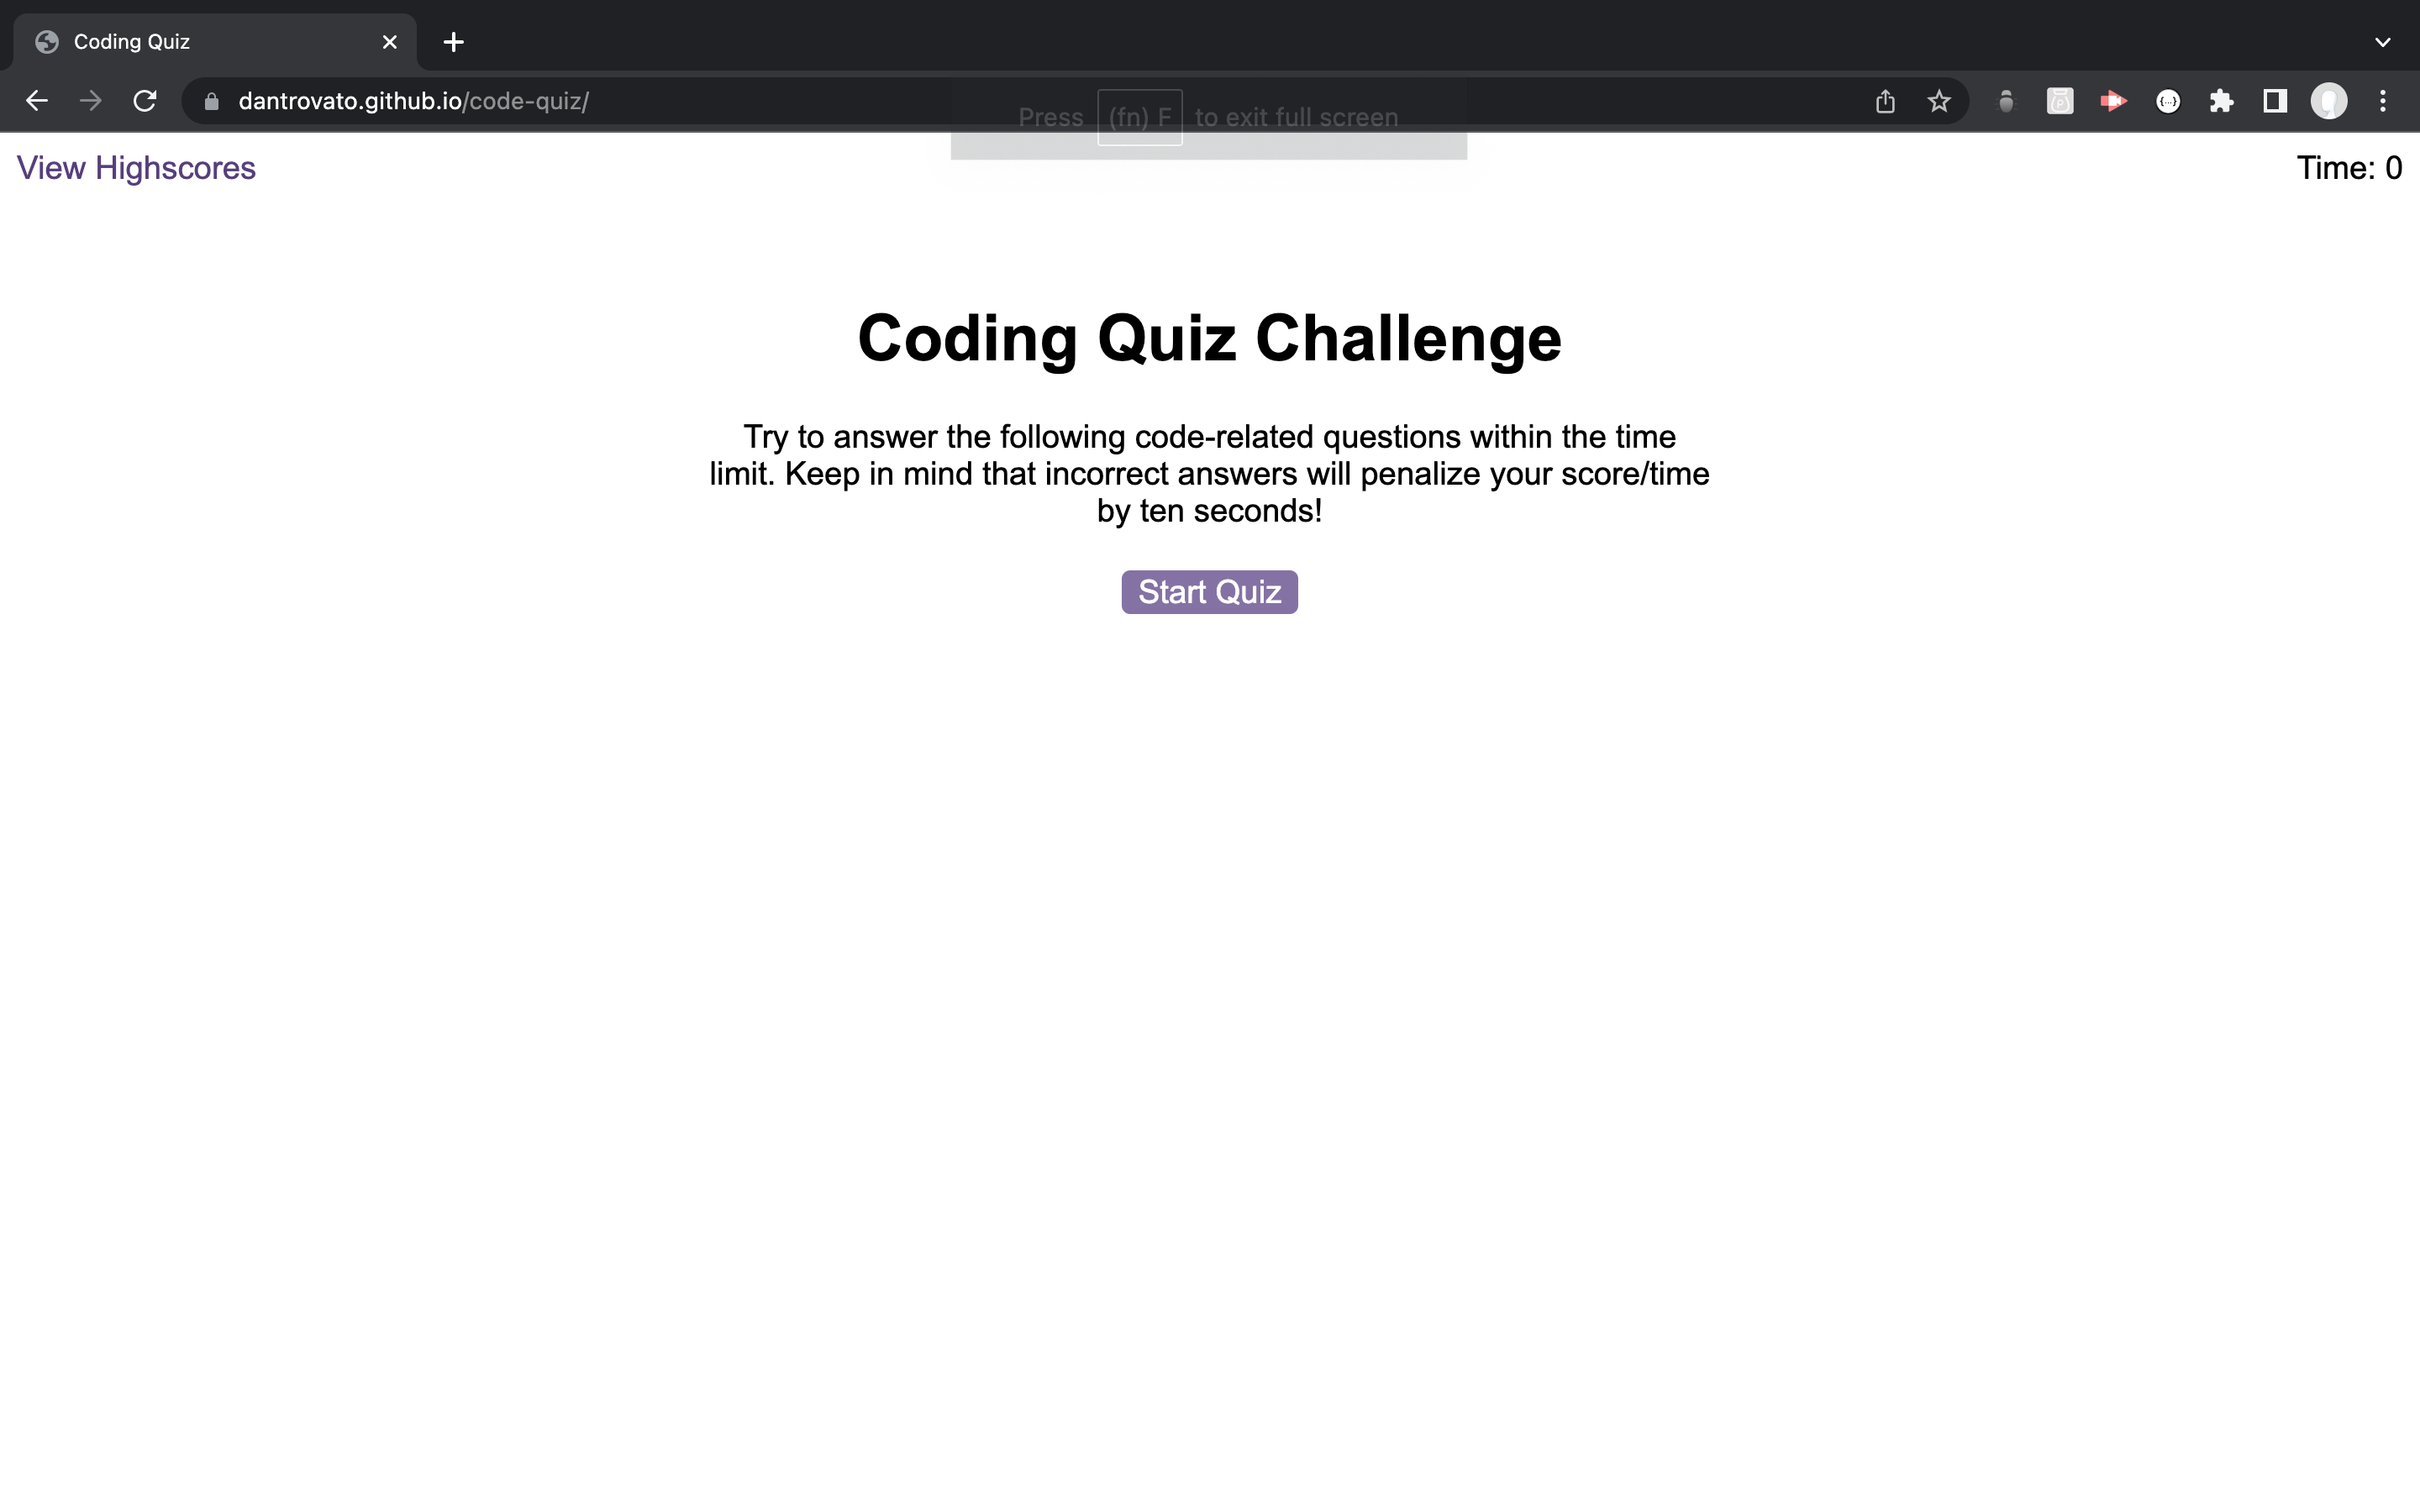 Coding Quiz
dantrovato.github.io/code-quiz/
Press (fn) F to exit full screen
View Highscores
Time: 0
Coding Quiz Challenge
Try to answer the following code-related questions within the time
limit. Keep in mind that incorrect answers will penalize your score/time
by ten seconds!
Start Quiz